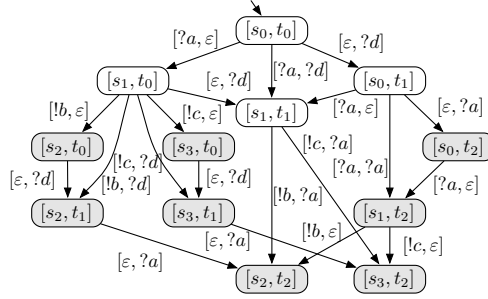 [s₀, t₀]
[?a, ε]
[ε, ?d]
[?a, ?d]
[s₁, t₀]
[ε, ?d]
[s₀, t₁]
[!b, ε]
[!c, ε]
[s₁, t₁]
[?a, ε]
[ε, ?a]
[s₂, t₀]
[s₃, t₀]
[!c, ?a]
[s₀, t₂]
[ε, ?d]
[!c, ?d]
[!b, ?d]
[ε, ?d]
[?a, ?a]
[?a, ε]
[!b, ?a]
[s₂, t₁]
[s₃, t₁]
[s₁, t₂]
[ε, ?a]
[ε, ?a]
[!b, ε]
[!c, ε]
[s₂, t₂]
[s₃, t₂]